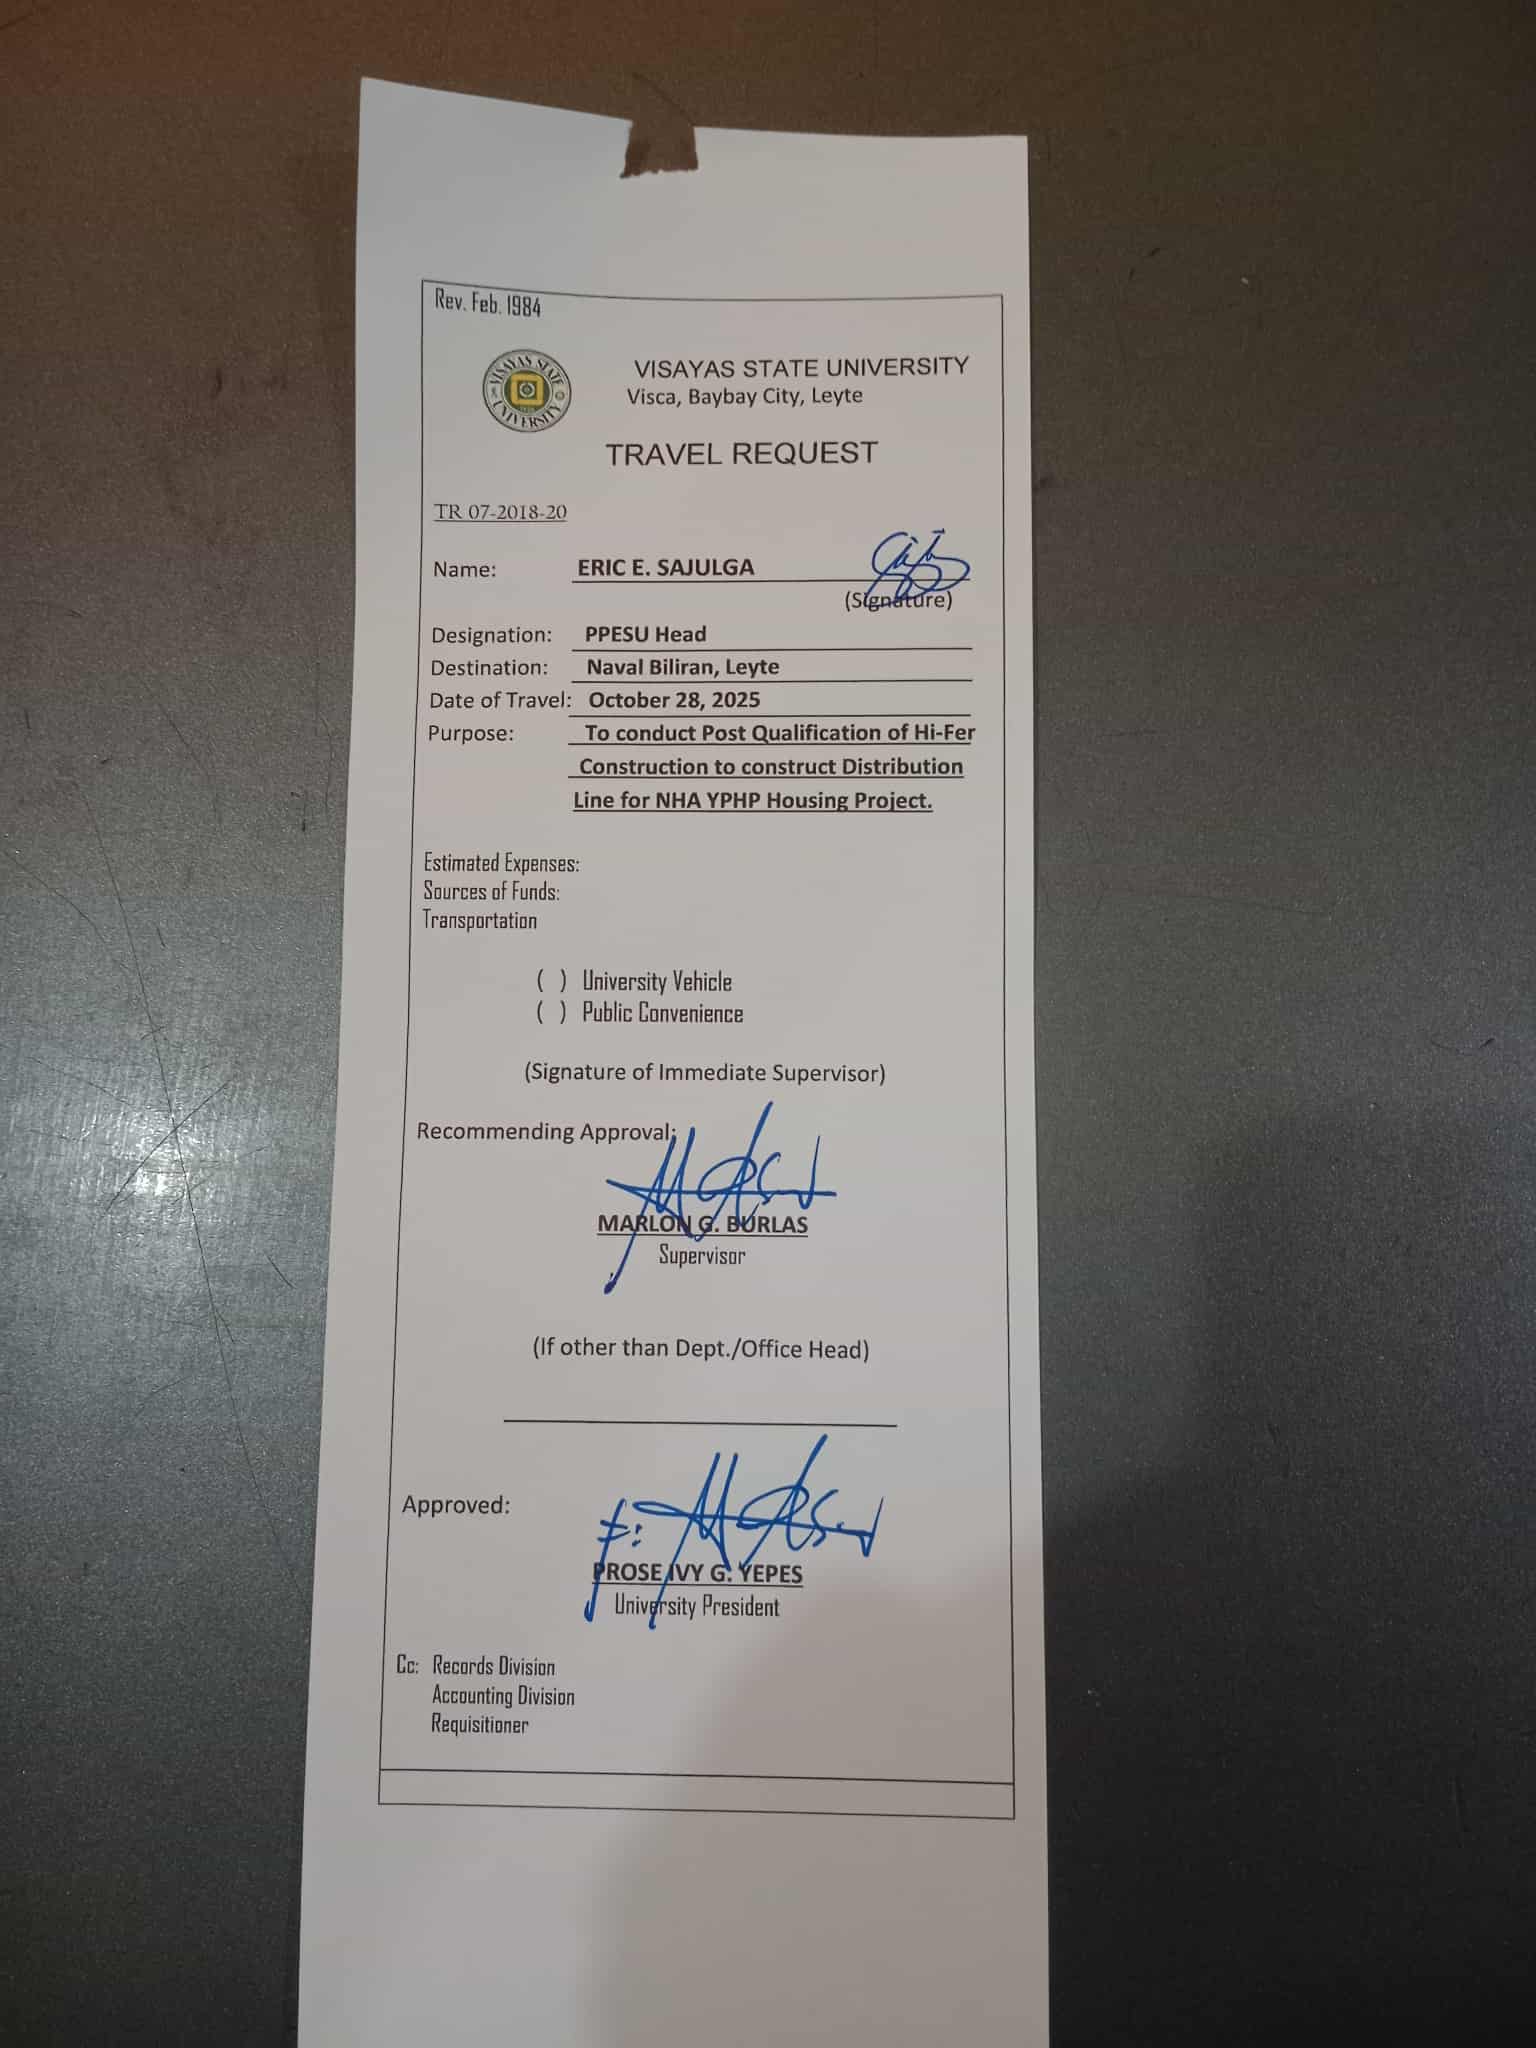 Rev. Feb. 1984
VISAYAS STATE UNIVERSITY
VISAYAS STATE UNIVERSITY
Visca, Baybay City, Leyte
TRAVEL REQUEST
TR 07-2018-20
Name: ERIC E. SAJULGA
(Signature)
Designation: PPESU Head
Destination: Naval Biliran, Leyte
Date of Travel: October 28, 2025
Purpose: To conduct Post Qualification of Hi-Fer
Construction to construct Distribution
Line for NHA YPHP Housing Project.
Estimated Expenses:
Sources of Funds:
Transportation
( ) University Vehicle
( ) Public Convenience
(Signature of Immediate Supervisor)
Recommending Approval:
MARLON G. BURLAS
Supervisor
(If other than Dept./Office Head)
Approved:
PROSE IVY G. YEPES
University President
Cc: Records Division
Accounting Division
Requisitioner